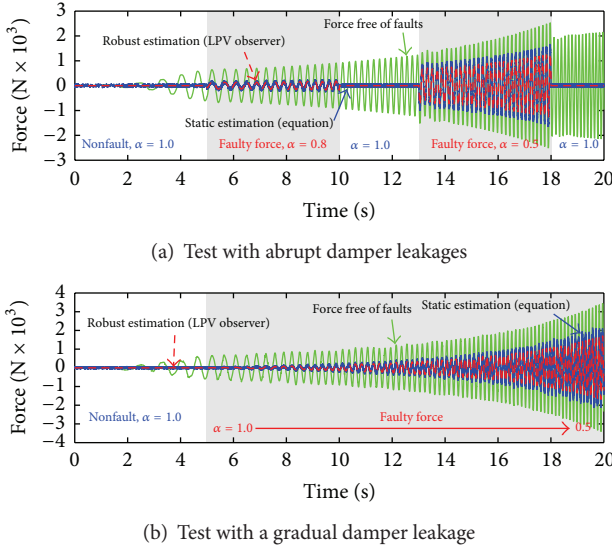 3
2
1
0
−1
−2
−3
Force (N × 10³)
Force free of faults
Robust estimation (LPV observer)
Static estimation (equation)
Nonfault, α = 1.0
Faulty force, α = 0.8
α = 1.0
Faulty force, α = 0.5
α = 1.0
0 2 4 6 8 10 12 14 16 18 20
Time (s)
(a) Test with abrupt damper leakages
4
3
2
1
0
−1
−2
−3
−4
Force (N × 10³)
Static estimation (equation)
Force free of faults
Robust estimation (LPV observer)
Nonfault, α = 1.0
Faulty force
α = 1.0
0.5
0 2 4 6 8 10 12 14 16 18 20
Time (s)
(b) Test with a gradual damper leakage